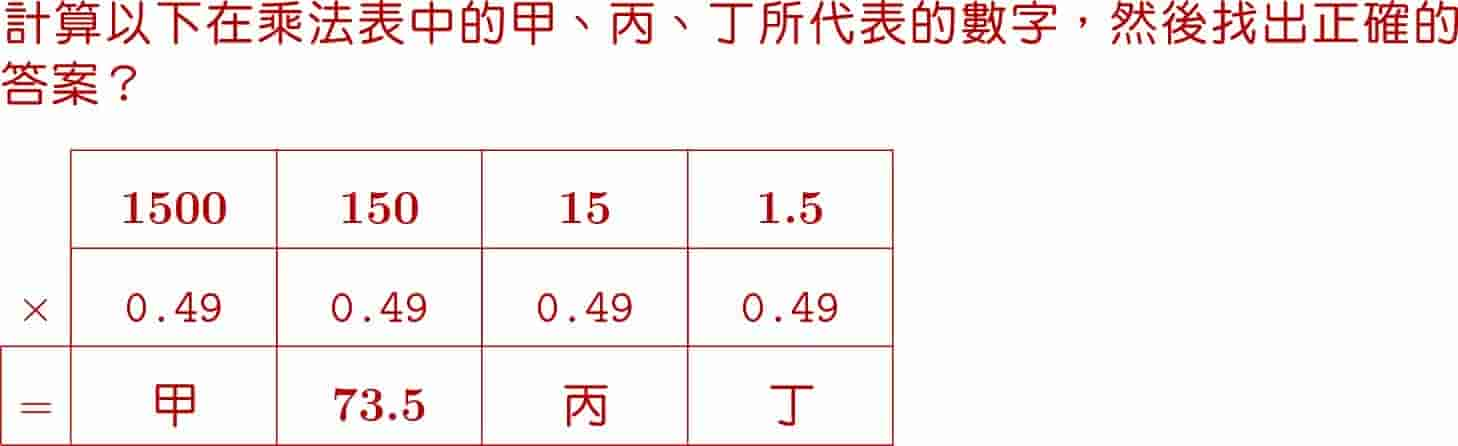 計算以下在乘法表中的甲、丙、丁所代表的數字，然後找出正確的
答案？
1500 150 15 1.5
× 0.49 0.49 0.49 0.49
= 甲 73.5 丙 丁